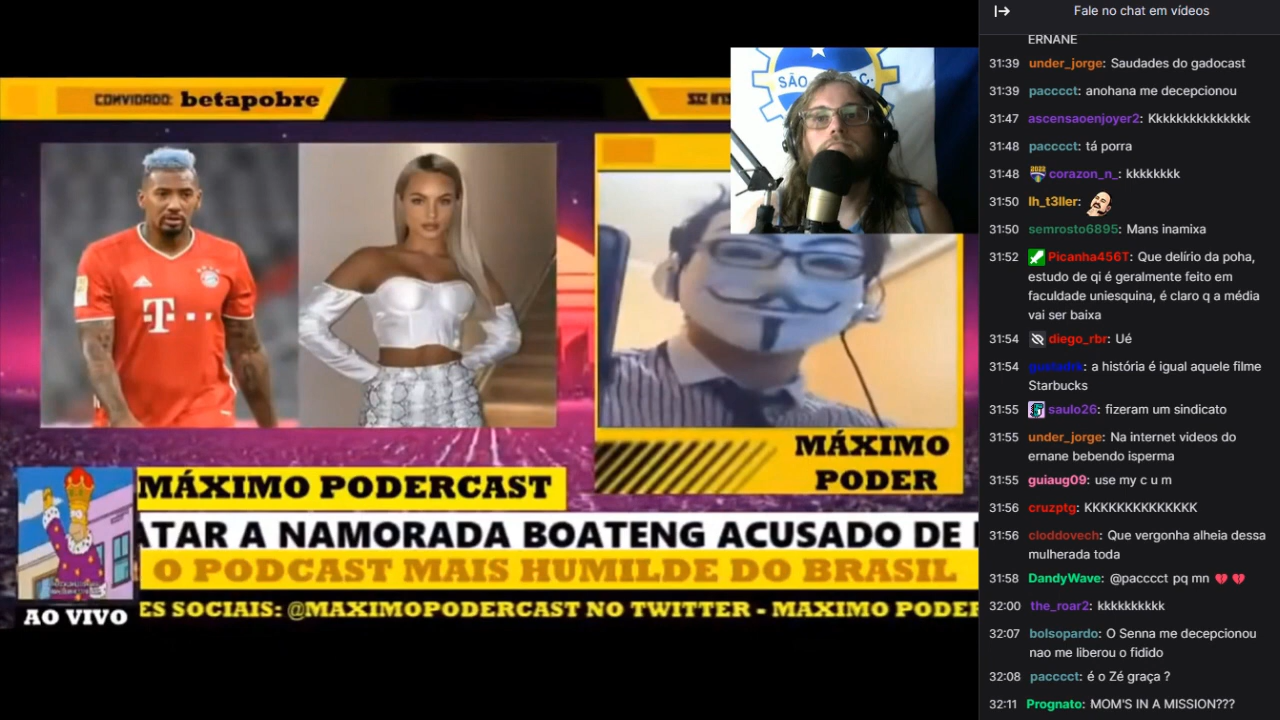 Fale no chat em vídeos
ERNANE
31:39 under_jorge: Saudades do gadocast
31:39 pacccct: anohana me decepcionou
31:47 ascensaoenjoyer2: Kkkkkkkkkkkkkk
31:48 pacccct: tá porra
31:48 corazon_n_: kkkkkkkk
31:50 lh_t3ller:
31:50 semrosto6895: Mans inamixa
31:52 Picanha456T: Que delírio da poha,
estudo de qi é geralmente feito em
faculdade uniesquina, é claro q a média
vai ser baixa
31:54 diego_rbr: Ué
31:54 : a história é igual aquele filme
Starbucks
31:55 saulo26: fizeram um sindicato
31:55 under_jorge: Na internet videos do
ernane bebendo isperma
31:55 guiaug09: use my c u m
31:56 cruzptg: KKKKKKKKKKKKKK
31:56 cloddovech: Que vergonha alheia dessa
mulherada toda
31:58 DandyWave: @pacccct pq mn 💔 💔
32:00 the_roar2: kkkkkkkkkk
32:07 bolsopardo: O Senna me decepcionou
nao me liberou o fidido
32:08 pacccct: é o Zé graça ?
32:11 Prognato: MOM'S IN A MISSION???
CONVIDADO: betapobre
SÃO
T
MÁXIMO
PODER
MÁXIMO PODERCAST
ATAR A NAMORADA BOATENG ACUSADO DE
O PODCAST MAIS HUMILDE DO BRASIL
AO VIVO
ES SOCIAIS: @MAXIMOPODERCAST NO TWITTER - MAXIMO PODER